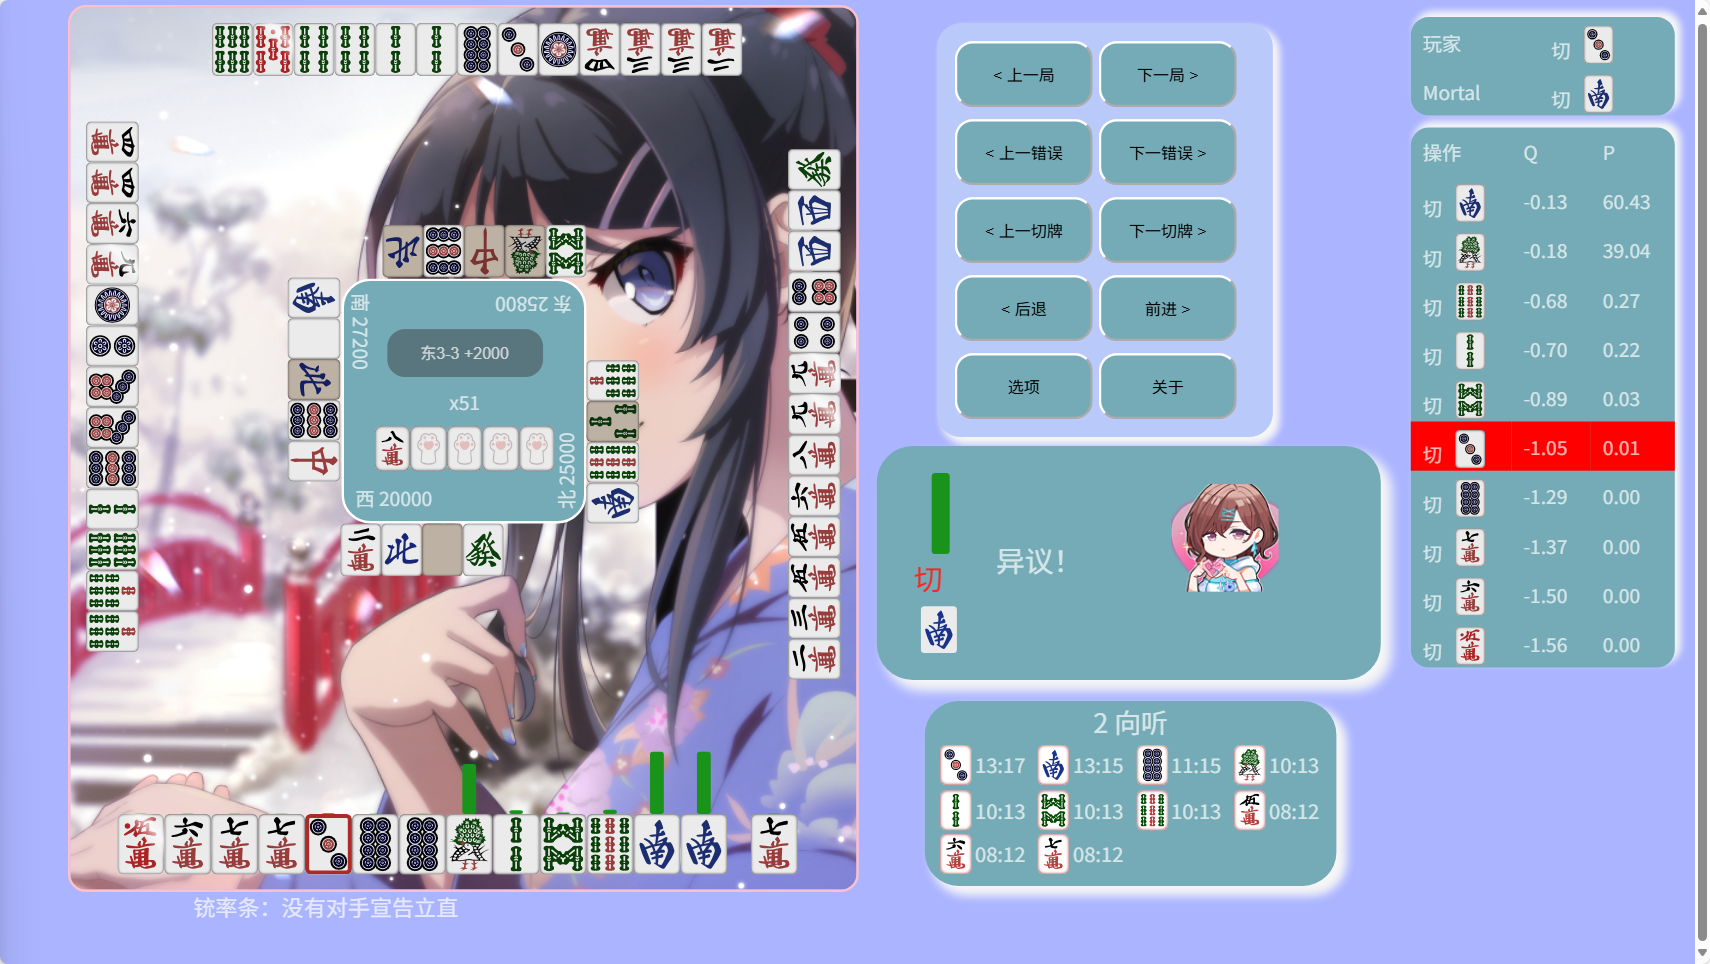 南 27200
东 25800
东3-3 +2000
x51
西 20000
北 25000
铳率条：没有对手宣告立直
< 上一局
下一局 >
< 上一错误
下一错误 >
< 上一切牌
下一切牌 >
< 后退
前进 >
选项
关于
切
异议！
2 向听
13:17
13:15
11:15
10:13
10:13
10:13
10:13
08:12
08:12
08:12
玩家 切
Mortal 切
操作 Q P
切 -0.13 60.43
切 -0.18 39.04
切 -0.68 0.27
切 -0.70 0.22
切 -0.89 0.03
切 -1.05 0.01
切 -1.29 0.00
切 -1.37 0.00
切 -1.50 0.00
切 -1.56 0.00